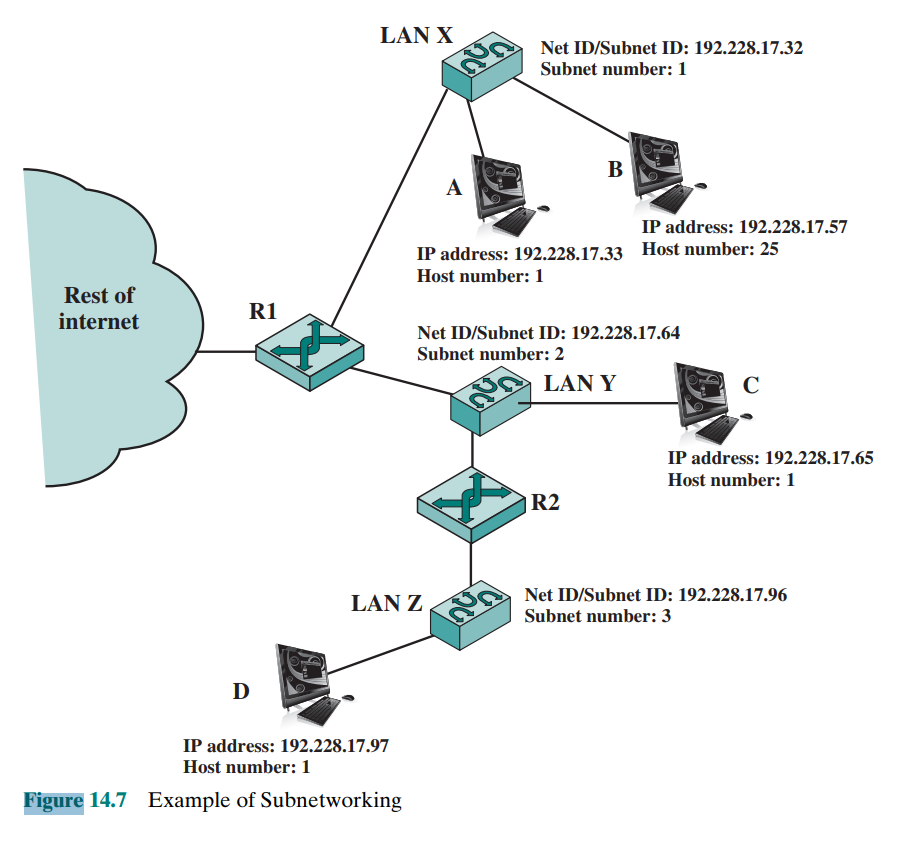 LAN X
Net ID/Subnet ID: 192.228.17.32
Subnet number: 1
B
A
IP address: 192.228.17.57
Host number: 25
IP address: 192.228.17.33
Host number: 1
Rest of
internet
R1
Net ID/Subnet ID: 192.228.17.64
Subnet number: 2
LAN Y
C
IP address: 192.228.17.65
Host number: 1
R2
LAN Z
Net ID/Subnet ID: 192.228.17.96
Subnet number: 3
D
IP address: 192.228.17.97
Host number: 1
Figure 14.7 Example of Subnetworking